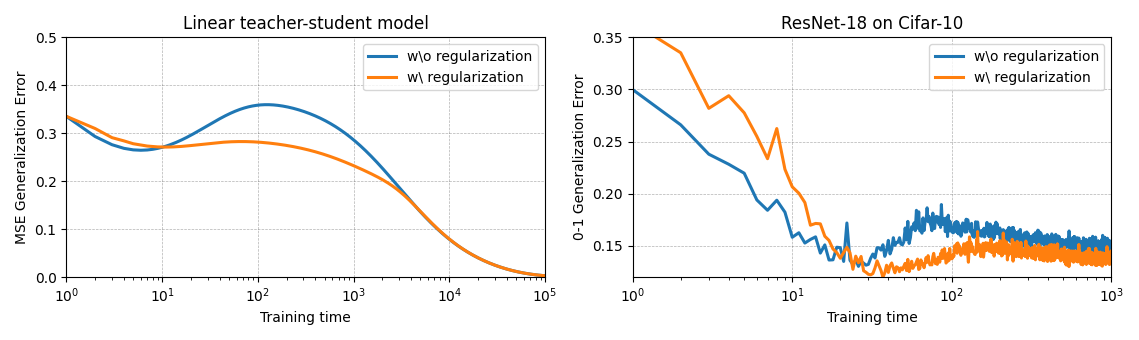 Linear teacher-student model
MSE Generalization Error
0.5
0.4
0.3
0.2
0.1
0.0
w\o regularization
w\ regularization
10^0
10^1
10^2
10^3
10^4
10^5
Training time
ResNet-18 on Cifar-10
0-1 Generalization Error
0.35
0.30
0.25
0.20
0.15
w\o regularization
w\ regularization
10^0
10^1
10^2
10^3
Training time